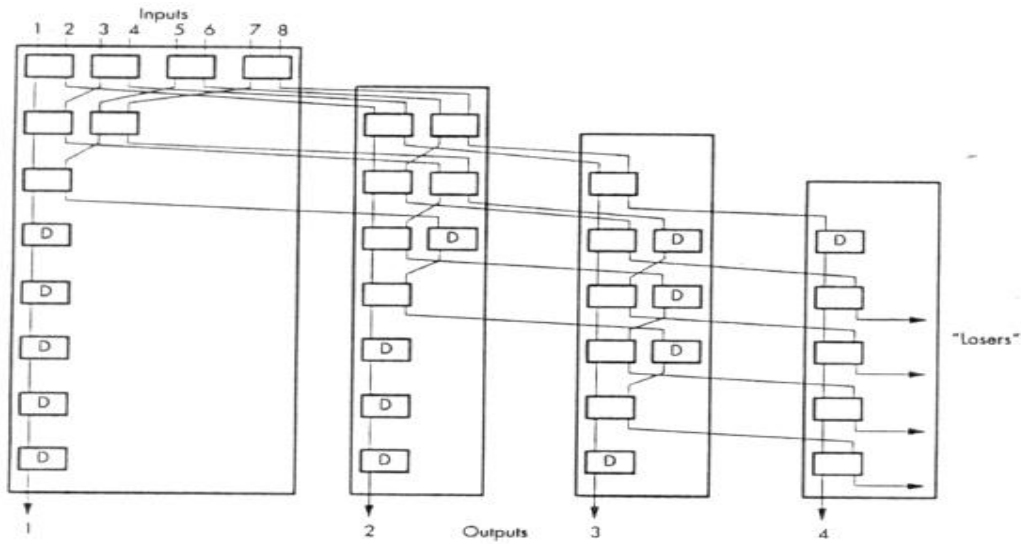 Inputs
1 2 3 4 5 6 7 8
D D D D
D D
"Losers"
D D D
D D
D D D
1 2 Outputs 3 4